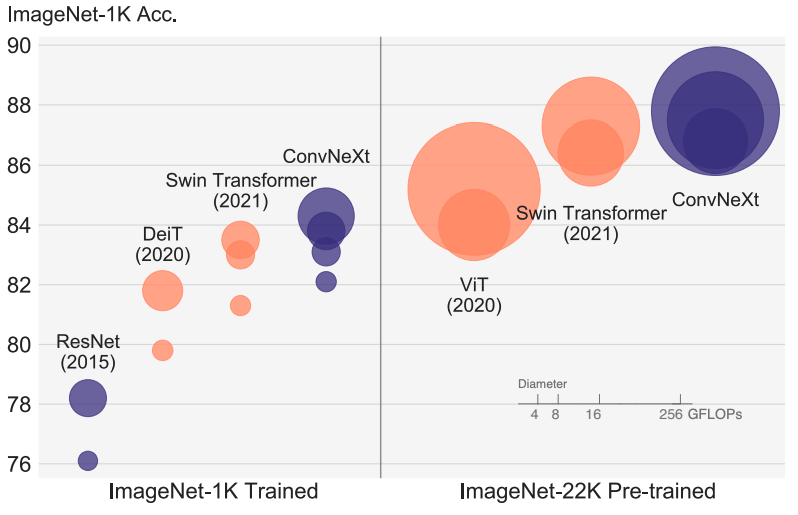 ImageNet-1K Acc.
90
88
86
84
82
80
78
76
ResNet
(2015)
DeiT
(2020)
Swin Transformer
(2021)
ConvNeXt
ViT
(2020)
Swin Transformer
(2021)
ConvNeXt
Diameter
4 8 16 256 GFLOPs
ImageNet-1K Trained
ImageNet-22K Pre-trained